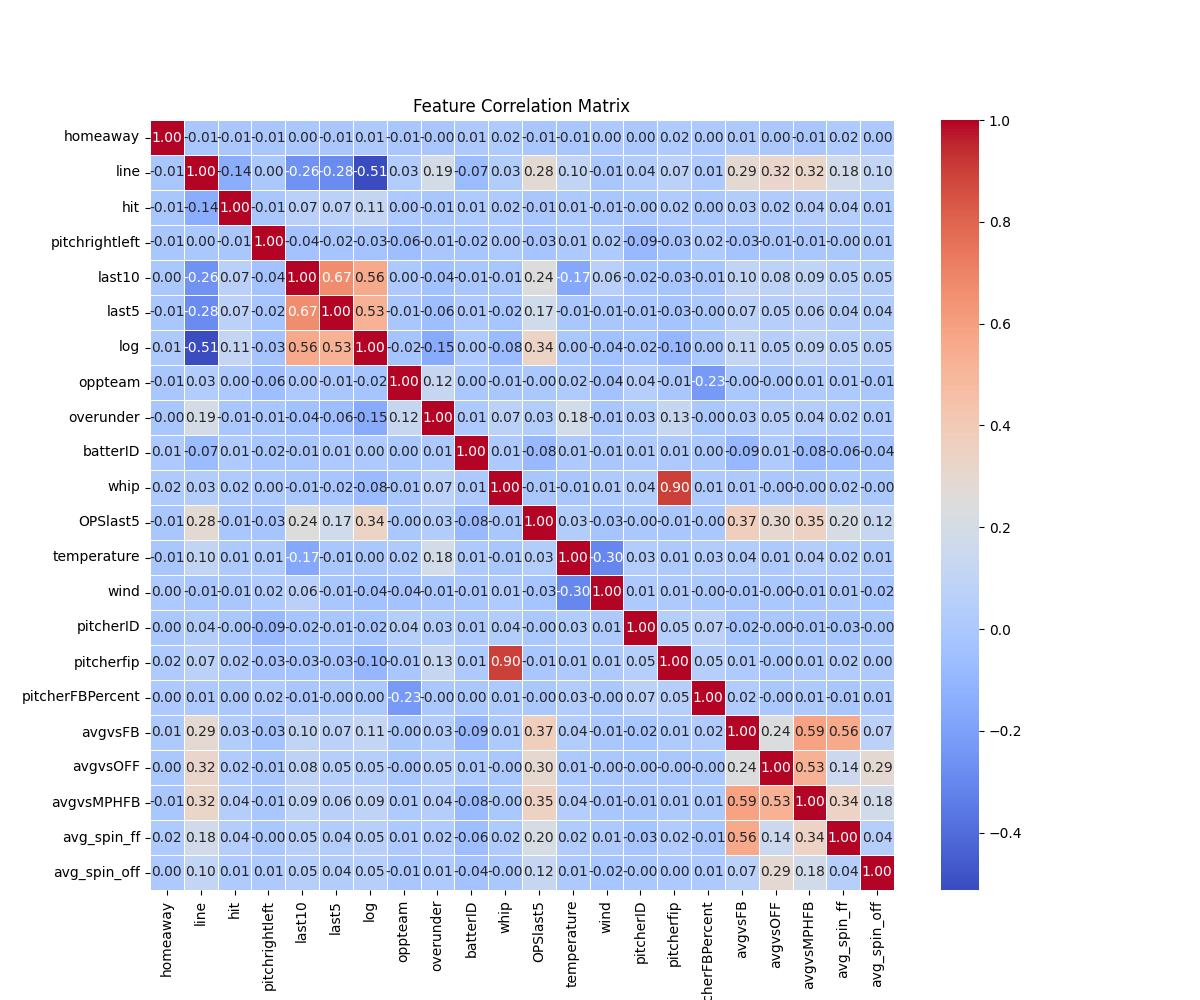 Feature Correlation Matrix
homeaway 1.00 -0.01 -0.01 -0.01 0.00 -0.01 0.01 -0.01 -0.00 0.01 0.02 -0.01 -0.01 0.00 0.00 0.02 0.00 0.01 0.00 -0.01 0.02 0.00
line -0.01 1.00 -0.14 0.00 -0.26 -0.28 -0.51 0.03 0.19 -0.07 0.03 0.28 0.10 -0.01 0.04 0.07 0.01 0.29 0.32 0.32 0.18 0.10
hit -0.01 -0.14 1.00 -0.01 0.07 0.07 0.11 0.00 -0.01 0.01 0.02 -0.01 0.01 -0.01 -0.00 0.02 0.00 0.03 0.02 0.04 0.04 0.01
pitchrightleft -0.01 0.00 -0.01 1.00 -0.04 -0.02 -0.03 -0.06 -0.01 -0.02 0.00 -0.03 0.01 0.02 -0.09 -0.03 0.02 -0.03 -0.01 -0.01 -0.00 0.01
last10 0.00 -0.26 0.07 -0.04 1.00 0.67 0.56 0.00 -0.04 -0.01 -0.01 0.24 -0.17 0.06 -0.02 -0.03 -0.01 0.10 0.08 0.09 0.05 0.05
last5 -0.01 -0.28 0.07 -0.02 0.67 1.00 0.53 -0.01 -0.06 0.01 -0.02 0.17 -0.01 -0.01 -0.01 -0.03 -0.00 0.07 0.05 0.06 0.04 0.04
log 0.01 -0.51 0.11 -0.03 0.56 0.53 1.00 -0.02 -0.15 0.00 -0.08 0.34 0.00 -0.04 -0.02 -0.10 0.00 0.11 0.05 0.09 0.05 0.05
oppteam -0.01 0.03 0.00 -0.06 0.00 -0.01 -0.02 1.00 0.12 0.00 -0.01 -0.00 0.02 -0.04 0.04 -0.01 -0.23 -0.00 -0.00 0.01 0.01 -0.01
overunder -0.00 0.19 -0.01 -0.01 -0.04 -0.06 -0.15 0.12 1.00 0.01 0.07 0.03 0.18 -0.01 0.03 0.13 -0.00 0.03 0.05 0.04 0.02 0.01
batterID 0.01 -0.07 0.01 -0.02 -0.01 0.01 0.00 0.00 0.01 1.00 0.01 -0.08 0.01 -0.01 0.01 0.01 0.00 -0.09 0.01 -0.08 -0.06 -0.04
whip 0.02 0.03 0.02 0.00 -0.01 -0.02 -0.08 -0.01 0.07 0.01 1.00 -0.01 -0.01 0.01 0.04 0.90 0.01 0.01 -0.00 -0.00 0.02 -0.00
OPSlast5 -0.01 0.28 -0.01 -0.03 0.24 0.17 0.34 -0.00 0.03 -0.08 -0.01 1.00 0.03 -0.03 -0.00 -0.01 -0.00 0.37 0.30 0.35 0.20 0.12
temperature -0.01 0.10 0.01 0.01 -0.17 -0.01 0.00 0.02 0.18 0.01 -0.01 0.03 1.00 -0.30 0.03 0.01 0.03 0.04 0.01 0.04 0.02 0.01
wind 0.00 -0.01 -0.01 0.02 0.06 -0.01 -0.04 -0.04 -0.01 -0.01 0.01 -0.03 -0.30 1.00 0.01 0.01 -0.00 -0.01 -0.00 -0.01 0.01 -0.02
pitcherID 0.00 0.04 -0.00 -0.09 -0.02 -0.01 -0.02 0.04 0.03 0.01 0.04 -0.00 0.03 0.01 1.00 0.05 0.07 -0.02 -0.00 -0.01 -0.03 -0.00
pitcherfip 0.02 0.07 0.02 -0.03 -0.03 -0.03 -0.10 -0.01 0.13 0.01 0.90 -0.01 0.01 0.01 0.05 1.00 0.05 0.01 -0.00 0.01 0.02 0.00
pitcherFBPercent 0.00 0.01 0.00 0.02 -0.01 -0.00 0.00 -0.23 -0.00 0.00 0.01 -0.00 0.03 -0.00 0.07 0.05 1.00 0.02 -0.00 0.01 -0.01 0.01
avgvsFB 0.01 0.29 0.03 -0.03 0.10 0.07 0.11 -0.00 0.03 -0.09 0.01 0.37 0.04 -0.01 -0.02 0.01 0.02 1.00 0.24 0.59 0.56 0.07
avgvsOFF 0.00 0.32 0.02 -0.01 0.08 0.05 0.05 -0.00 0.05 0.01 -0.00 0.30 0.01 -0.00 -0.00 -0.00 -0.00 0.24 1.00 0.53 0.14 0.29
avgvsMPHFB -0.01 0.32 0.04 -0.01 0.09 0.06 0.09 0.01 0.04 -0.08 -0.00 0.35 0.04 -0.01 -0.01 0.01 0.01 0.59 0.53 1.00 0.34 0.18
avg_spin_ff 0.02 0.18 0.04 -0.00 0.05 0.04 0.05 0.01 0.02 -0.06 0.02 0.20 0.02 0.01 -0.03 0.02 -0.01 0.56 0.14 0.34 1.00 0.04
avg_spin_off 0.00 0.10 0.01 0.01 0.05 0.04 0.05 -0.01 0.01 -0.04 -0.00 0.12 0.01 -0.02 -0.00 0.00 0.01 0.07 0.29 0.18 0.04 1.00
homeaway
line
hit
pitchrightleft
last10
last5
log
oppteam
overunder
batterID
whip
OPSlast5
temperature
wind
pitcherID
pitcherfip
cherFBPercent
avgvsFB
avgvsOFF
avgvsMPHFB
avg_spin_ff
avg_spin_off
1.0
0.8
0.6
0.4
0.2
0.0
−0.2
−0.4